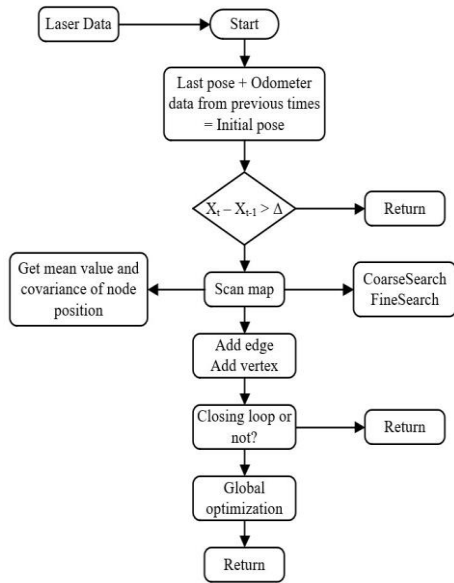 Laser Data
Start
Last pose + Odometer
data from previous times
= Initial pose
Xₜ – Xₜ₋₁ > Δ
Return
Get mean value and
covariance of node
position
Scan map
CoarseSearch
FineSearch
Add edge
Add vertex
Closing loop or
not?
Return
Global
optimization
Return